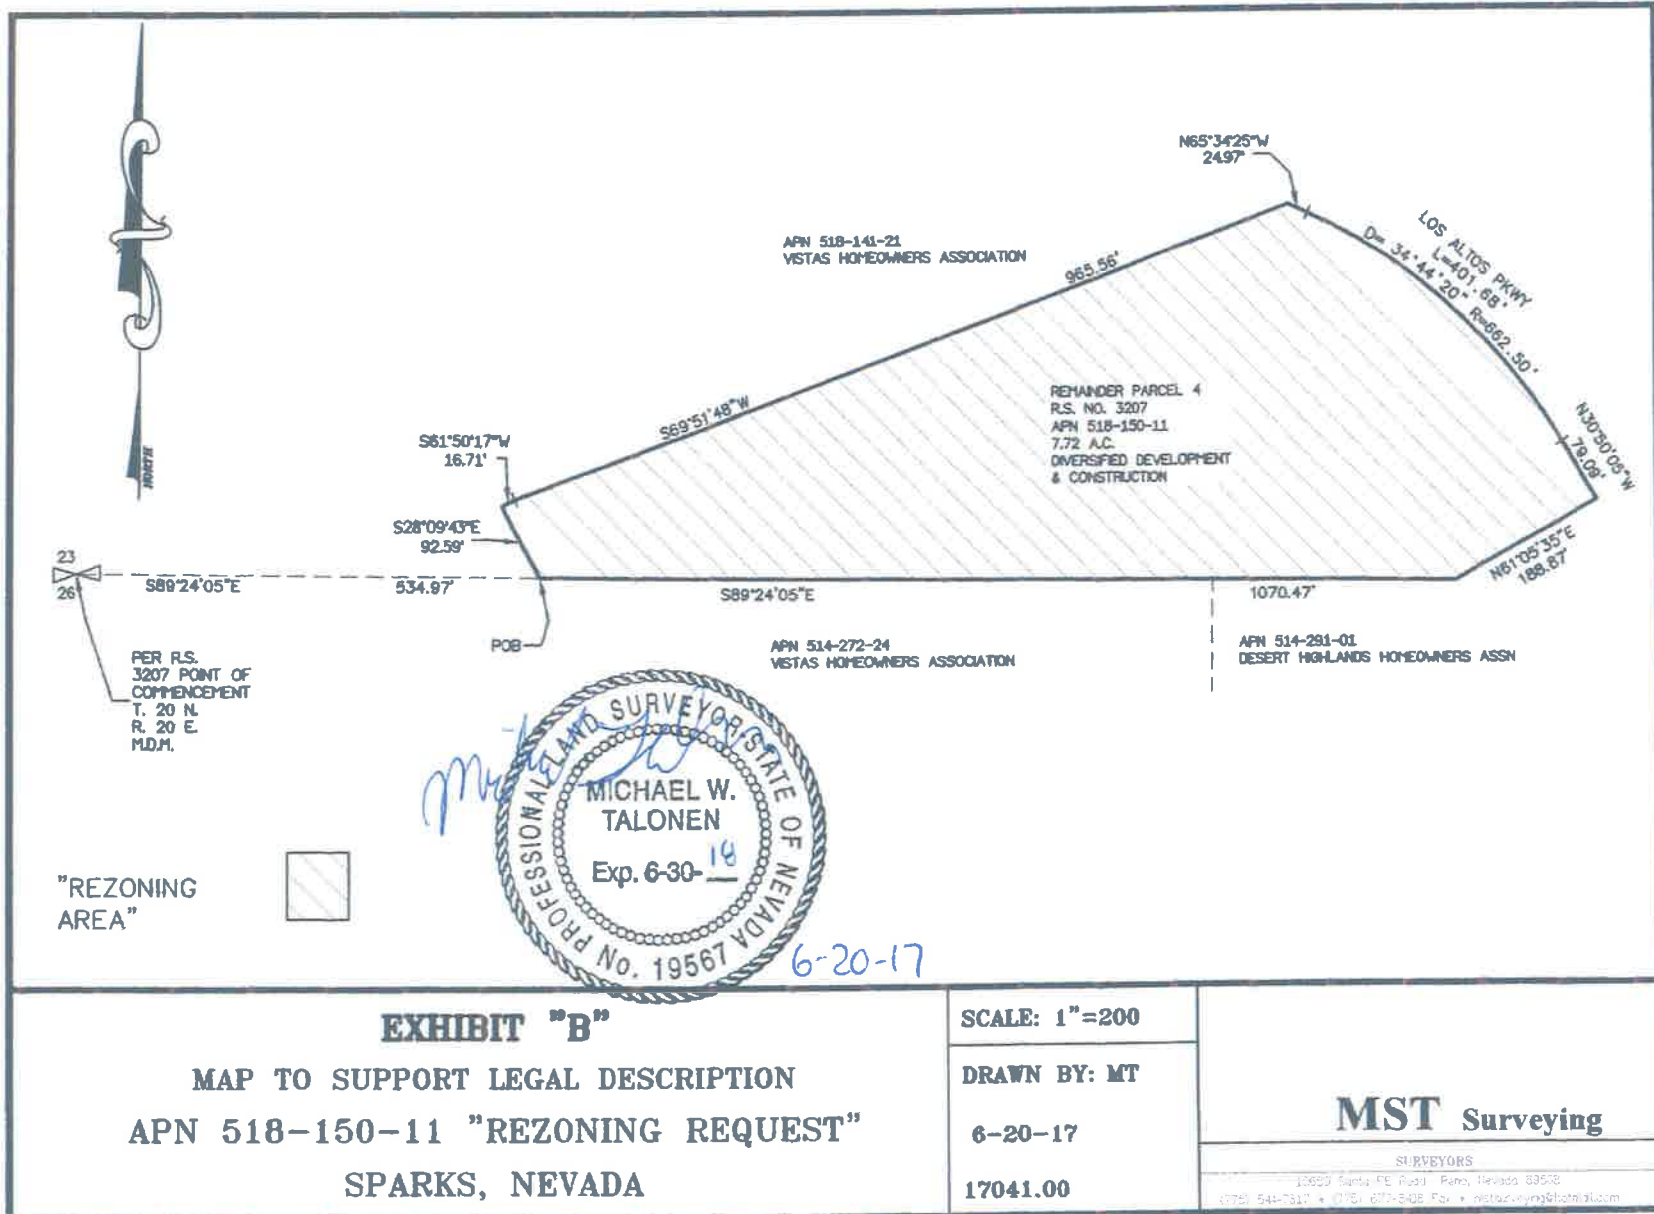 NORTH
N65°34'25"W
24.97'
LOS ALTOS PKWY
L=401.68'
D= 34°44'20" R=662.50'
APN 518-141-21
VISTAS HOMEOWNERS ASSOCIATION
965.56'
S69°51'48"W
REMAINDER PARCEL 4
R.S. NO. 3207
APN 518-150-11
7.72 A.C.
DIVERSIFIED DEVELOPMENT
& CONSTRUCTION
N30°50'05"W
79.09'
S61°50'17"W
16.71'
S28°09'43"E
92.59'
N61°05'35"E
188.87'
23
26
S89°24'05"E
534.97'
S89°24'05"E
1070.47'
POB
APN 514-272-24
VISTAS HOMEOWNERS ASSOCIATION
APN 514-291-01
DESERT HIGHLANDS HOMEOWNERS ASSN
PER R.S.
3207 POINT OF
COMMENCEMENT
T. 20 N.
R. 20 E.
M.D.M.
PROFESSIONAL LAND SURVEYOR STATE OF NEVADA
MICHAEL W.
TALONEN
Exp. 6-30-18
No. 19567
6-20-17
"REZONING
AREA"
EXHIBIT "B"
MAP TO SUPPORT LEGAL DESCRIPTION
APN 518-150-11 "REZONING REQUEST"
SPARKS, NEVADA
SCALE: 1"=200
DRAWN BY: MT
6-20-17
17041.00
MST Surveying
SURVEYORS
Reno, Nevada
Fax